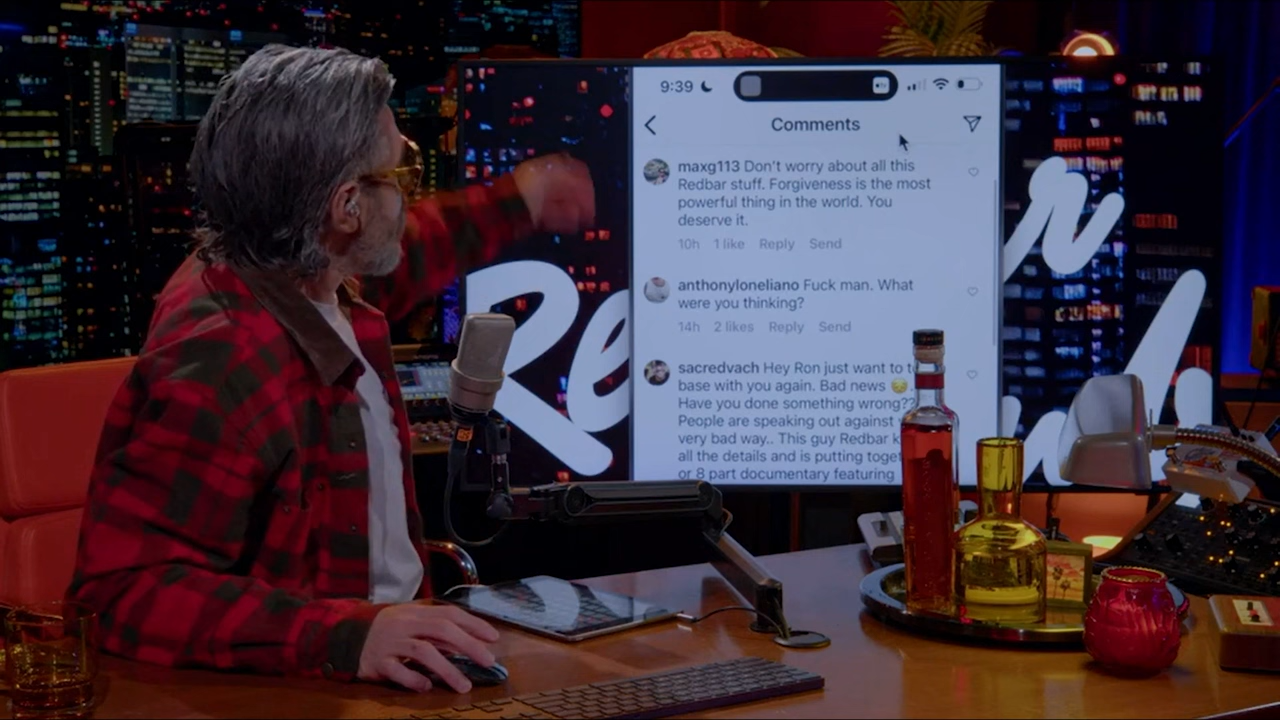 9:39
Comments
maxg113 Don't worry about all this
Redbar stuff. Forgiveness is the most
powerful thing in the world. You
deserve it.
10h 1 like Reply Send
anthonyloneliano Fuck man. What
were you thinking?
14h 2 likes Reply Send
sacredvach Hey Ron just want to
base with you again. Bad news 😔
Have you done something wrong??
People are speaking out against
very bad way.. This guy Redbar
all the details and is putting
or 8 part documentary featuring
Re